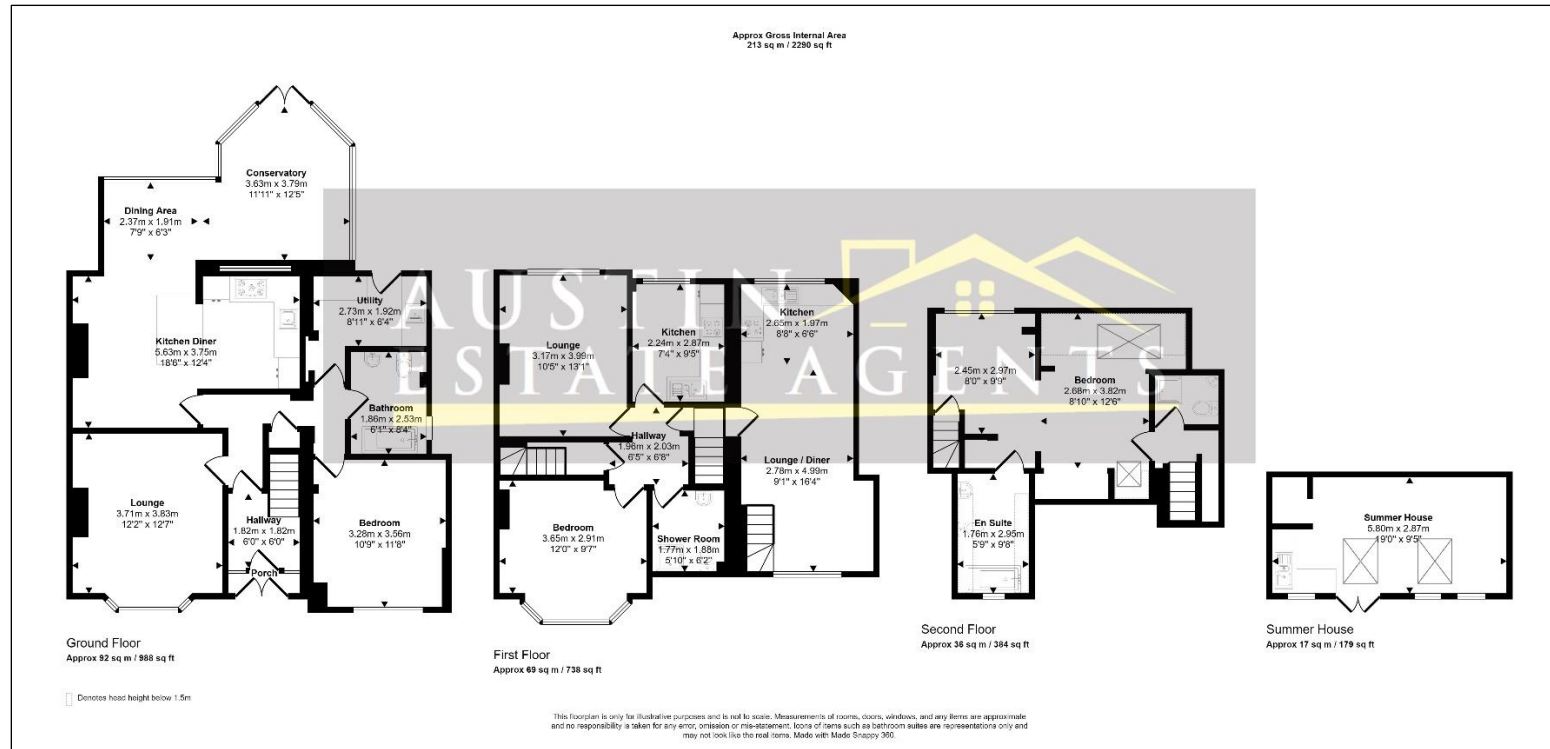 Approx Gross Internal Area
213 sq m / 2290 sq ft
Conservatory
3.63m x 3.79m
11'11" x 12'5"
Dining Area
2.37m x 1.91m
7'9" x 6'3"
Utility
2.73m x 1.92m
8'11" x 6'4"
Kitchen Diner
5.63m x 3.75m
18'6" x 12'4"
Bathroom
1.86m x 2.53m
6'1" x 8'4"
Lounge
3.71m x 3.83m
12'2" x 12'7"
Hallway
1.82m x 1.82m
6'0" x 6'0"
Porch
Bedroom
3.28m x 3.56m
10'9" x 11'8"
Ground Floor
Approx 92 sq m / 988 sq ft
Denotes head height below 1.5m
AUSTIN
ESTATE AGENTS
Lounge
3.17m x 3.99m
10'5" x 13'1"
Kitchen
2.24m x 2.87m
7'4" x 9'5"
Kitchen
2.65m x 1.97m
8'8" x 6'6"
Hallway
1.96m x 2.03m
6'5" x 6'8"
Lounge / Diner
2.78m x 4.99m
9'1" x 16'4"
Bedroom
3.65m x 2.91m
12'0" x 9'7"
Shower Room
1.77m x 1.88m
5'10" x 6'2"
First Floor
Approx 69 sq m / 738 sq ft
2.45m x 2.97m
8'0" x 9'9"
Bedroom
2.68m x 3.82m
8'10" x 12'6"
En Suite
1.76m x 2.95m
5'9" x 9'8"
Second Floor
Approx 36 sq m / 384 sq ft
Summer House
5.80m x 2.87m
19'0" x 9'5"
Summer House
Approx 17 sq m / 179 sq ft
This floorplan is only for illustrative purposes and is not to scale. Measurements of rooms, doors, windows, and any items are approximate
and no responsibility is taken for any error, omission or mis-statement. Icons of items such as bathroom suites are representations only and
may not look like the real items. Made with Made Snappy 360.